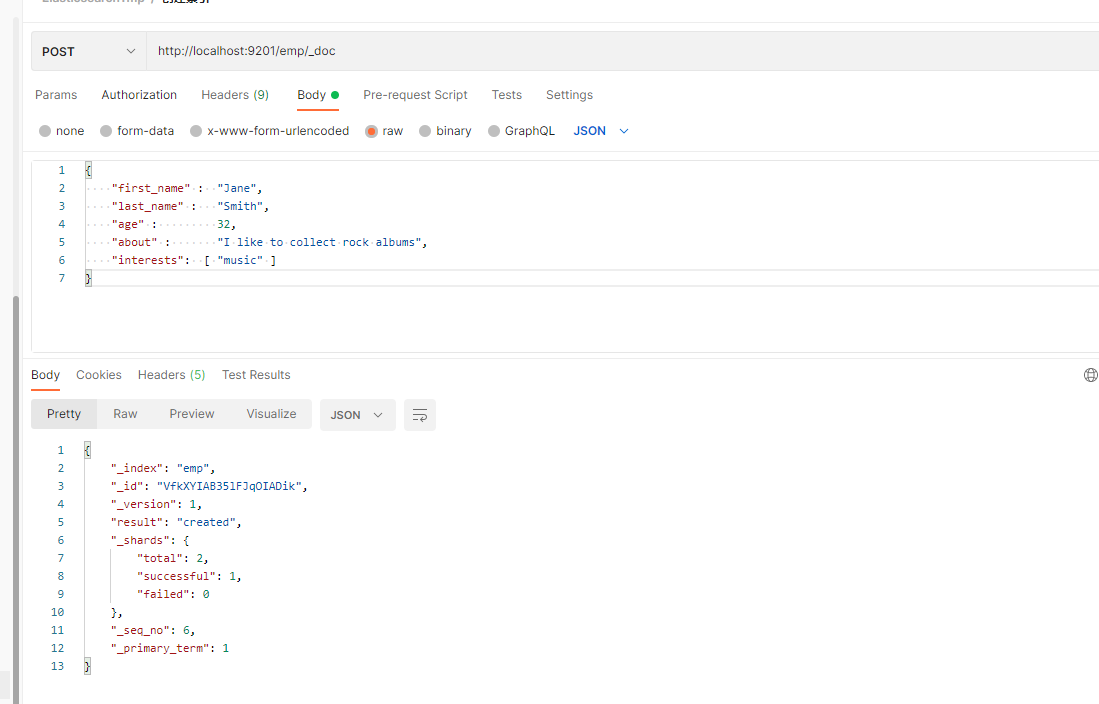 POST http://localhost:9201/emp/_doc
Params Authorization Headers (9) Body Pre-request Script Tests Settings
none form-data x-www-form-urlencoded raw binary GraphQL JSON
1 {
2 "first_name" : "Jane",
3 "last_name" : "Smith",
4 "age" : 32,
5 "about" : "I like to collect rock albums",
6 "interests": [ "music" ]
7 }
Body Cookies Headers (5) Test Results
Pretty Raw Preview Visualize JSON
1 {
2 "_index": "emp",
3 "_id": "VfkXYIAB35lFJqOIADik",
4 "_version": 1,
5 "result": "created",
6 "_shards": {
7 "total": 2,
8 "successful": 1,
9 "failed": 0
10 },
11 "_seq_no": 6,
12 "_primary_term": 1
13 }